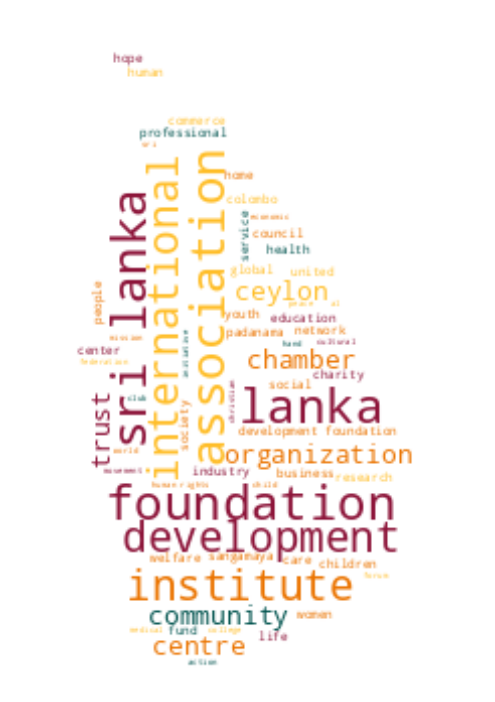 hope
human
commerce
professional
sri
home
colombo
economic
service
council
health
sri lanka
international
association
global
united
ceylon
people
peace
youth
education
padanama
network
mission
initiative
hand
cultural
center
federation
chamber
charity
social
christian
club
trust
society
lanka
development foundation
world
organization
movement
industry
business
research
human rights
child
foundation
development
welfare
sangamaya
care
children
forum
institute
community
women
medical
fund
college
life
centre
action